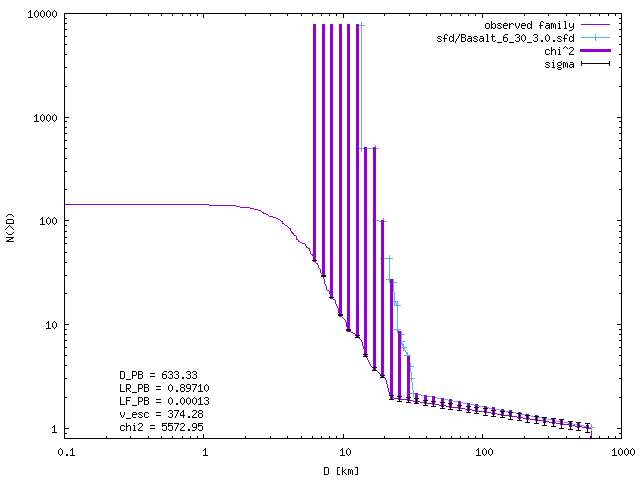 10000
1000
100
10
1
N(>D)
observed family
sfd/Basalt_6_30_3.0.sfd
chi^2
sigma
D_PB = 633.33
LR_PB = 0.89710
LF_PB = 0.00013
v_esc = 374.28
chi2 = 5572.95
0.1 1 10 100 1000
D [km]